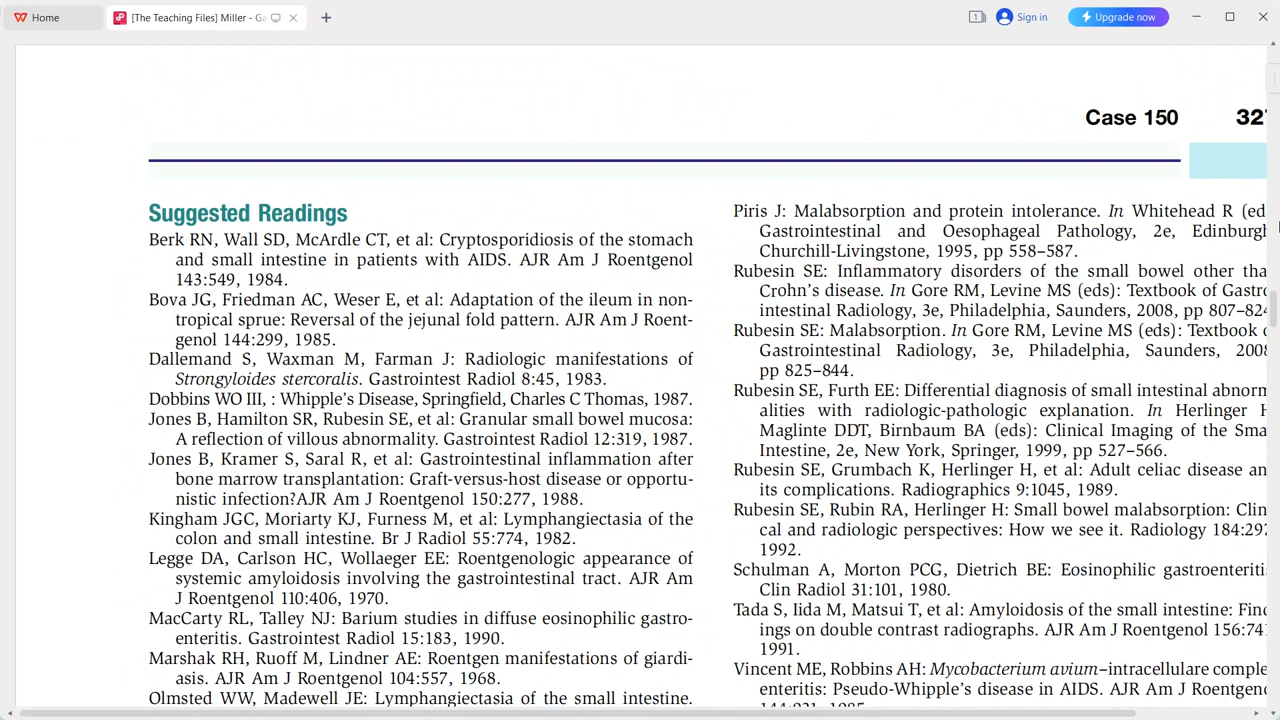 Home
[The Teaching Files] Miller - Ga
1
Sign in
Upgrade now
Case 150
Suggested Readings
Berk RN, Wall SD, McArdle CT, et al: Cryptosporidiosis of the stomach
and small intestine in patients with AIDS. AJR Am J Roentgenol
143:549, 1984.
Bova JG, Friedman AC, Weser E, et al: Adaptation of the ileum in non-
tropical sprue: Reversal of the jejunal fold pattern. AJR Am J Roent-
genol 144:299, 1985.
Dallemand S, Waxman M, Farman J: Radiologic manifestations of
Strongyloides stercoralis. Gastrointest Radiol 8:45, 1983.
Dobbins WO III, : Whipple's Disease, Springfield, Charles C Thomas, 1987.
Jones B, Hamilton SR, Rubesin SE, et al: Granular small bowel mucosa:
A reflection of villous abnormality. Gastrointest Radiol 12:319, 1987.
Jones B, Kramer S, Saral R, et al: Gastrointestinal inflammation after
bone marrow transplantation: Graft-versus-host disease or opportu-
nistic infection?AJR Am J Roentgenol 150:277, 1988.
Kingham JGC, Moriarty KJ, Furness M, et al: Lymphangiectasia of the
colon and small intestine. Br J Radiol 55:774, 1982.
Legge DA, Carlson HC, Wollaeger EE: Roentgenologic appearance of
systemic amyloidosis involving the gastrointestinal tract. AJR Am
J Roentgenol 110:406, 1970.
MacCarty RL, Talley NJ: Barium studies in diffuse eosinophilic gastro-
enteritis. Gastrointest Radiol 15:183, 1990.
Marshak RH, Ruoff M, Lindner AE: Roentgen manifestations of giardi-
asis. AJR Am J Roentgenol 104:557, 1968.
Olmsted WW, Madewell JE: Lymphangiectasia of the small intestine.
Piris J: Malabsorption and protein intolerance. In Whitehead R (ed
Gastrointestinal and Oesophageal Pathology, 2e, Edinburgh
Churchill-Livingstone, 1995, pp 558–587.
Rubesin SE: Inflammatory disorders of the small bowel other tha
Crohn's disease. In Gore RM, Levine MS (eds): Textbook of Gastro
intestinal Radiology, 3e, Philadelphia, Saunders, 2008, pp 807–824
Rubesin SE: Malabsorption. In Gore RM, Levine MS (eds): Textbook
Gastrointestinal Radiology, 3e, Philadelphia, Saunders, 2008
pp 825–844.
Rubesin SE, Furth EE: Differential diagnosis of small intestinal abnorm
alities with radiologic-pathologic explanation. In Herlinger H
Maglinte DDT, Birnbaum BA (eds): Clinical Imaging of the Sma
Intestine, 2e, New York, Springer, 1999, pp 527–566.
Rubesin SE, Grumbach K, Herlinger H, et al: Adult celiac disease an
its complications. Radiographics 9:1045, 1989.
Rubesin SE, Rubin RA, Herlinger H: Small bowel malabsorption: Clin
cal and radiologic perspectives: How we see it. Radiology 184:297
1992.
Schulman A, Morton PCG, Dietrich BE: Eosinophilic gastroenteriti
Clin Radiol 31:101, 1980.
Tada S, Iida M, Matsui T, et al: Amyloidosis of the small intestine: Find
ings on double contrast radiographs. AJR Am J Roentgenol 156:741
1991.
Vincent ME, Robbins AH: Mycobacterium avium–intracellulare comple
enteritis: Pseudo-Whipple's disease in AIDS. AJR Am J Roentgeno